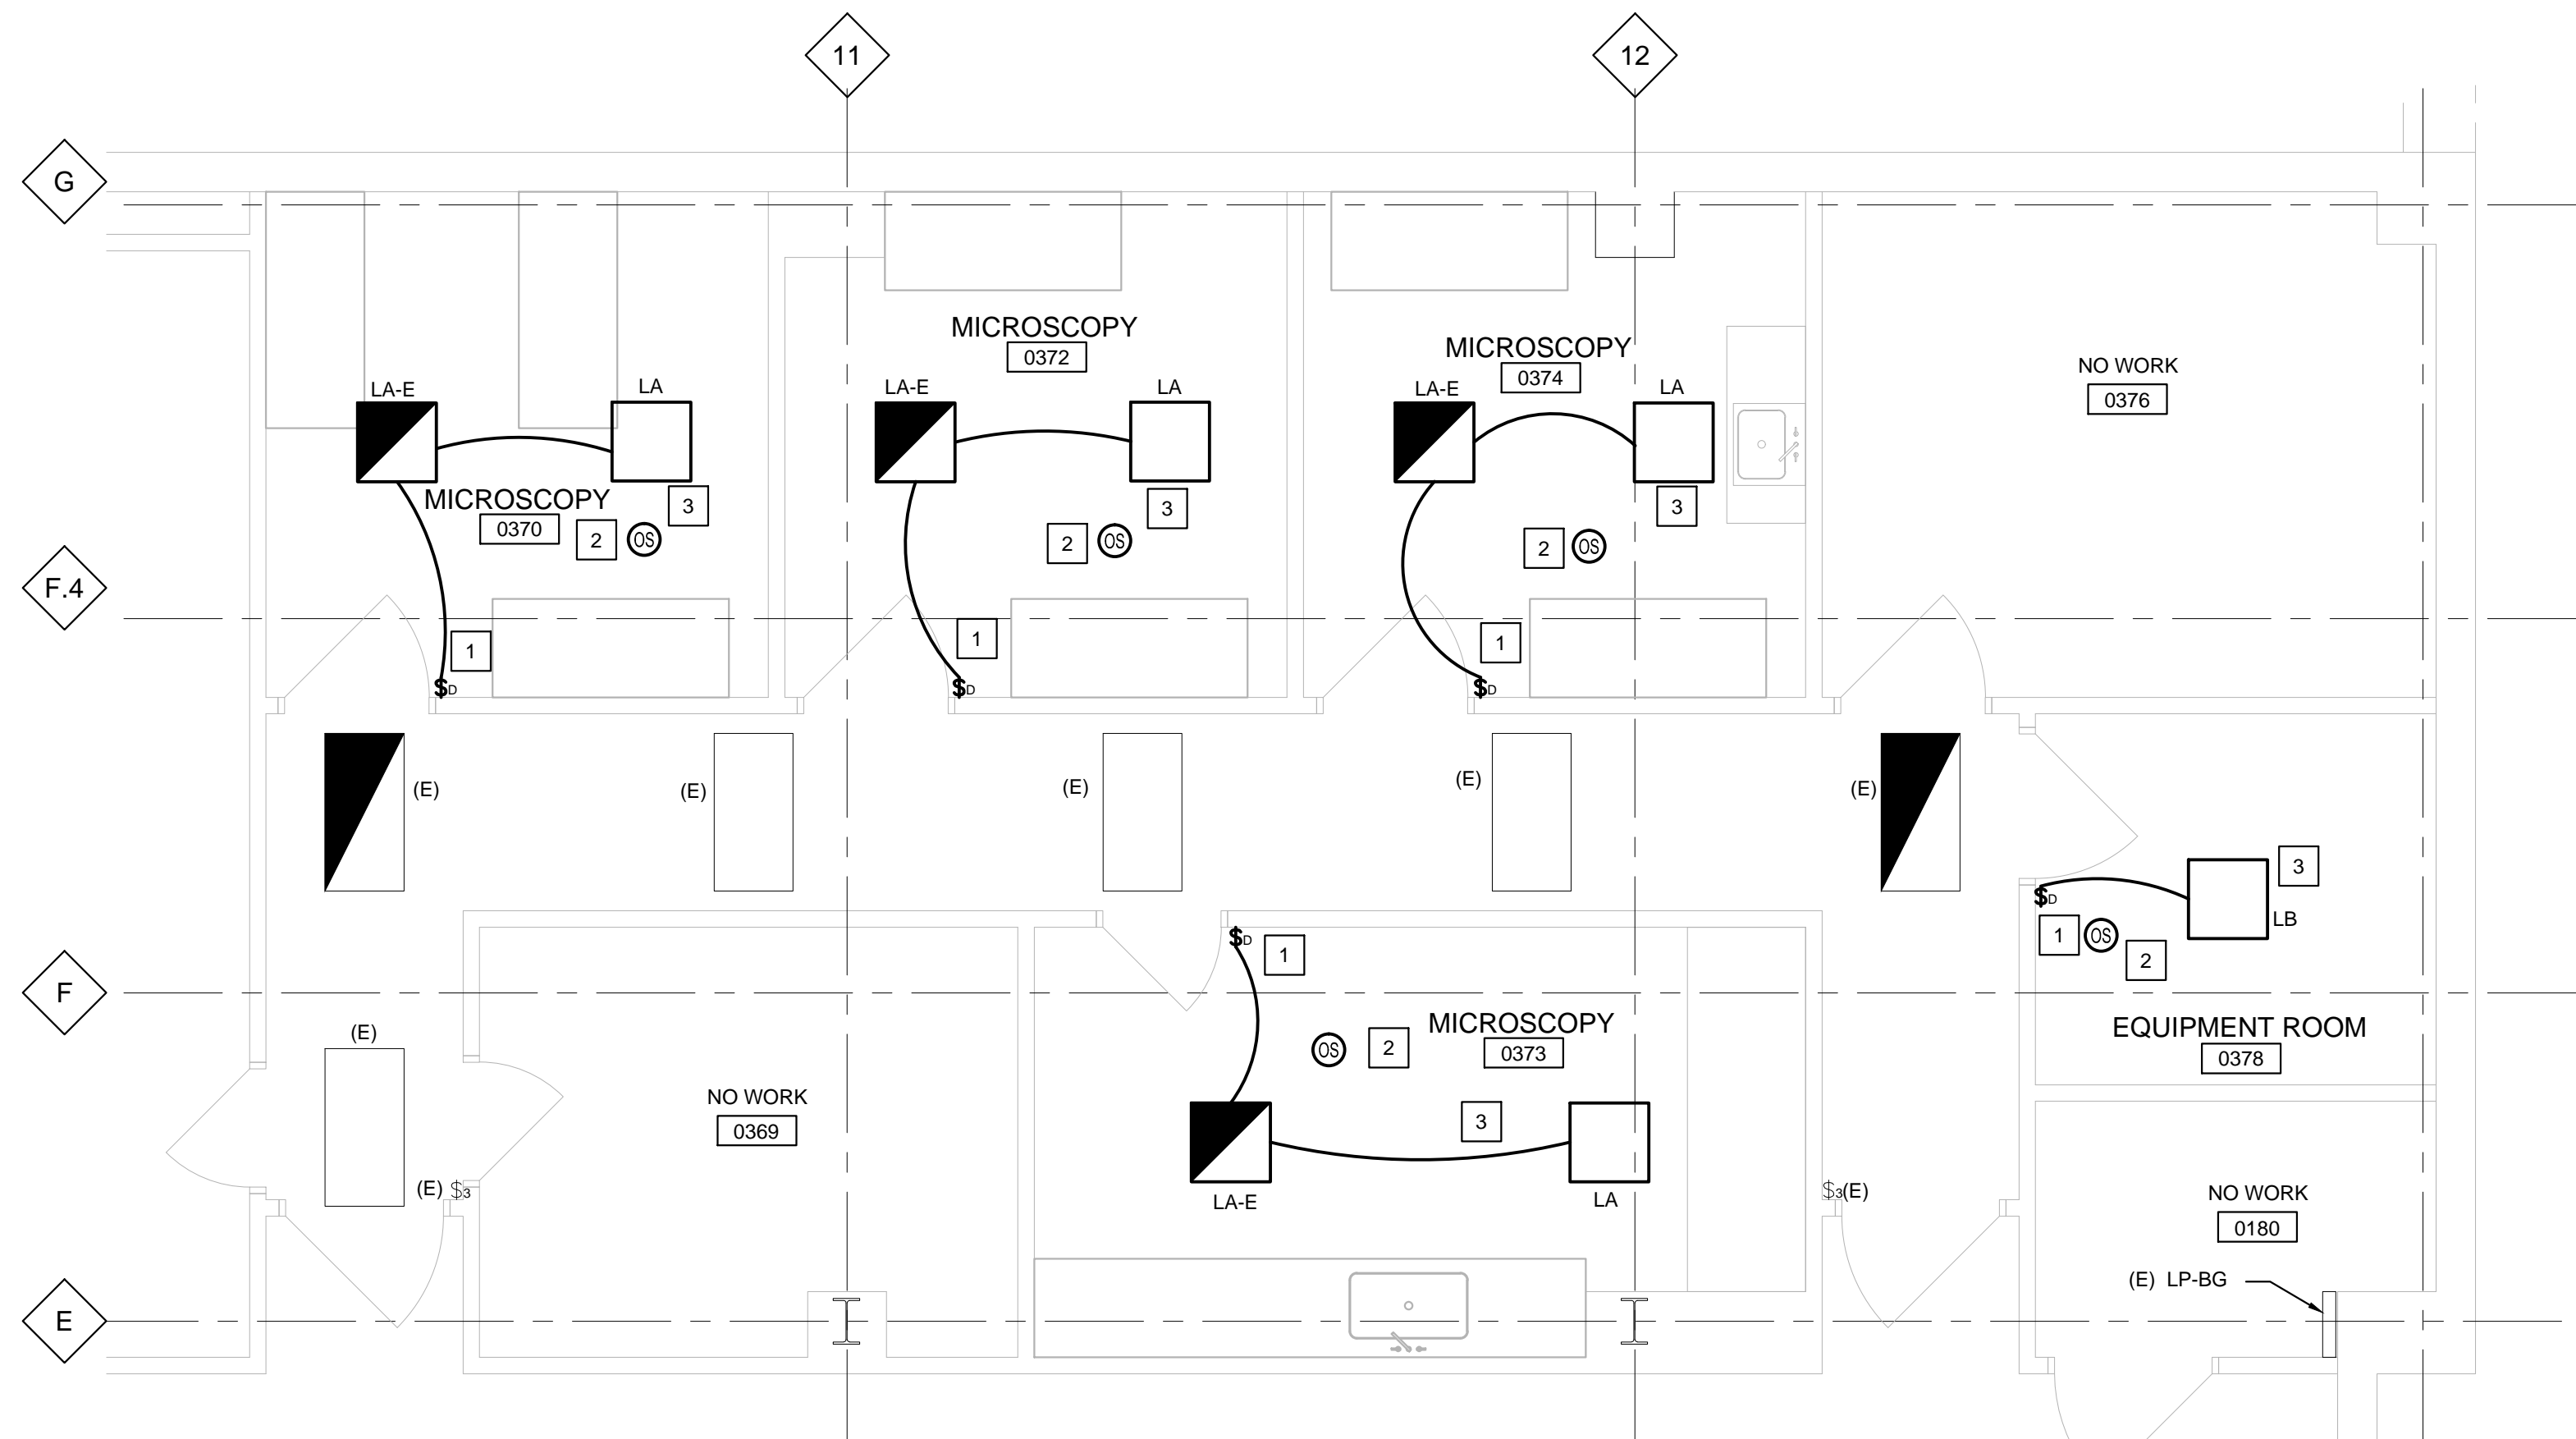 11
12
G
MICROSCOPY
0372
MICROSCOPY
0374
NO WORK
0376
LA-E
LA
LA-E
LA
LA-E
LA
MICROSCOPY
0370
3
2
OS
3
2
OS
3
2
OS
F.4
1
$D
1
$D
1
$D
(E)
(E)
(E)
(E)
(E)
3
$D
LB
1
OS
2
$D
1
F
MICROSCOPY
0373
OS
2
EQUIPMENT ROOM
0378
(E)
NO WORK
0369
3
LA-E
LA
(E) $3
$3(E)
NO WORK
0180
(E) LP-BG
E